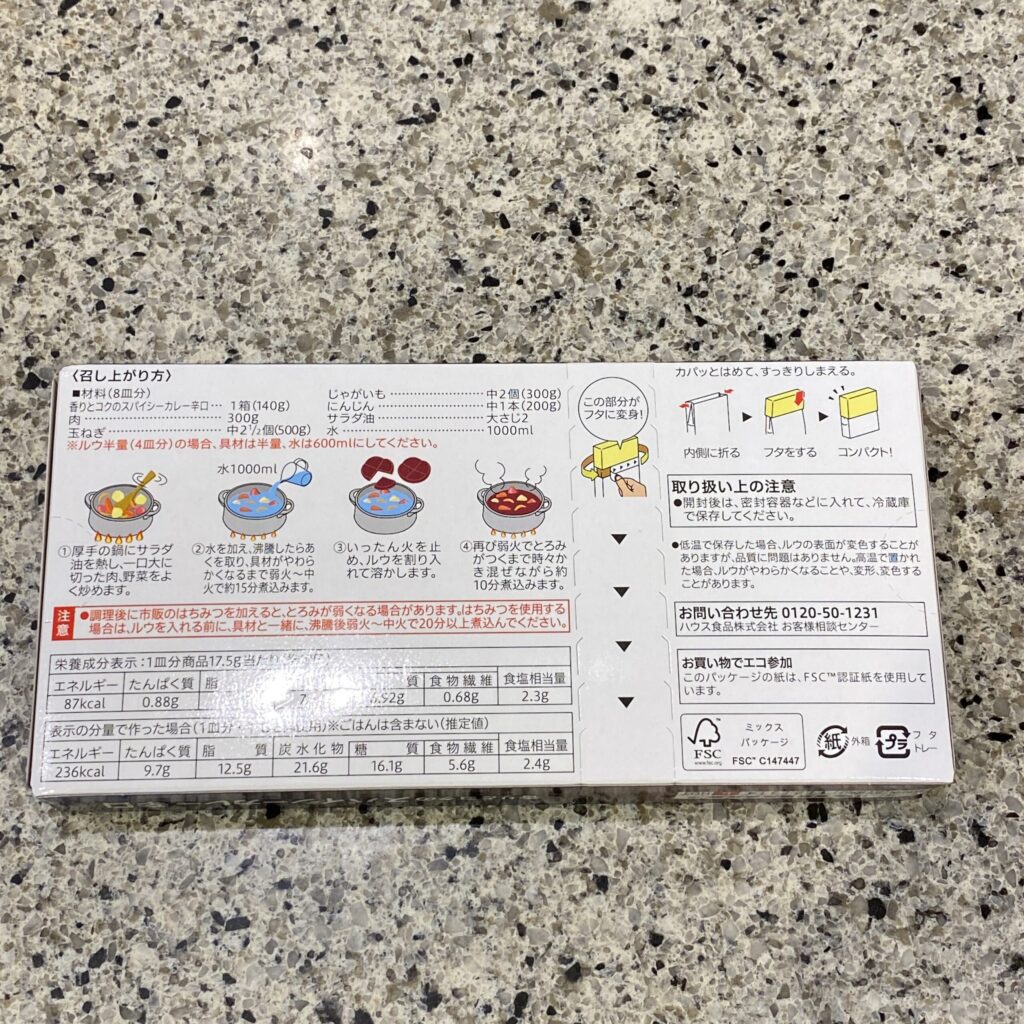 〈召し上がり方〉
■材料(8皿分)
香りとコクのスパイシーカレー辛口… 1箱(140g)
肉……………………300g
玉ねぎ……………中21/2個(500g)
じゃがいも……………中2個(300g)
にんじん………………中1本(200g)
サラダ油………………大さじ2
水………………………1000ml
※ルウ半量(4皿分)の場合、具材は半量、水は600mlにしてください。
水1000ml
①厚手の鍋にサラダ
油を熱し、一口大に
切った肉、野菜をよ
く炒めます。
②水を加え、沸騰したらあ
くを取り、具材がやわら
かくなるまで弱火〜中
火で約15分煮込みます。
③いったん火を止
め、ルウを割り入
れて溶かします。
④再び弱火でとろみ
がつくまで時々か
き混ぜながら約
10分煮込みます。
注意
●調理後に市販のはちみつを加えると、とろみが弱くなる場合があります。はちみつを使用する
場合は、ルウを入れる前に、具材と一緒に、沸騰後弱火〜中火で20分以上煮込んでください。
栄養成分表示:1皿分商品17.5g当たり
エネルギー たんぱく質 脂 質 食物繊維 食塩相当量
87kcal 0.88g 7 6.92g 0.68g 2.3g
表示の分量で作った場合(1皿分 使用)※ごはんは含まない(推定値)
エネルギー たんぱく質 脂質 炭水化物 糖質 食物繊維 食塩相当量
236kcal 9.7g 12.5g 21.6g 16.1g 5.6g 2.4g
この部分が
フタに変身!
カパッとはめて、すっきりしまえる。
内側に折る フタをする コンパクト!
取り扱い上の注意
●開封後は、密封容器などに入れて、冷蔵庫
で保存してください。
●低温で保存した場合、ルウの表面が変色することが
ありますが、品質に問題はありません。高温で置かれ
た場合、ルウがやわらかくなることや、変形、変色する
ことがあります。
お問い合わせ先 0120-50-1231
ハウス食品株式会社 お客様相談センター
お買い物でエコ参加
このパッケージの紙は、FSC™認証紙を使用して
います。
FSC
www.fsc.org
ミックス
パッケージ
FSC™ C147447
紙 外箱
プラ フタ
トレー